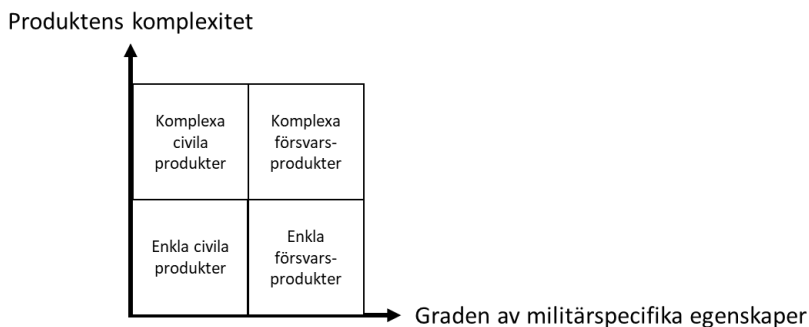 Produktens komplexitet
Komplexa
civila
produkter
Komplexa
försvars-
produkter
Enkla civila
produkter
Enkla
försvars-
produkter
Graden av militärspecifika egenskaper